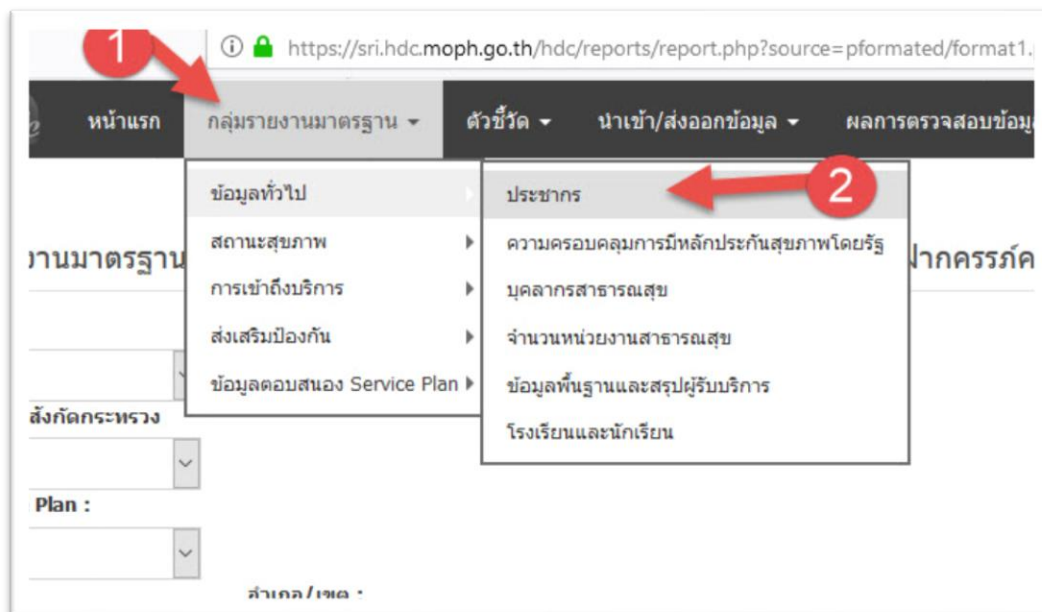 1
https://sri.hdc.moph.go.th/hdc/reports/report.php?source=pformated/format1.
หน้าแรก กลุ่มรายงานมาตรฐาน ตัวชี้วัด นำเข้า/ส่งออกข้อมูล ผลการตรวจสอบข้อมูล
ข้อมูลทั่วไป
ประชากร
2
สถานะสุขภาพ
ความครอบคลุมการมีหลักประกันสุขภาพโดยรัฐ
งานมาตรฐาน
ฝากครรภ์ค
การเข้าถึงบริการ
บุคลากรสาธารณสุข
ส่งเสริมป้องกัน
จำนวนหน่วยงานสาธารณสุข
ข้อมูลตอบสนอง Service Plan
ข้อมูลพื้นฐานและสรุปผู้รับบริการ
สังกัดกระทรวง
โรงเรียนและนักเรียน
Plan :
อำเภอ/เขต :